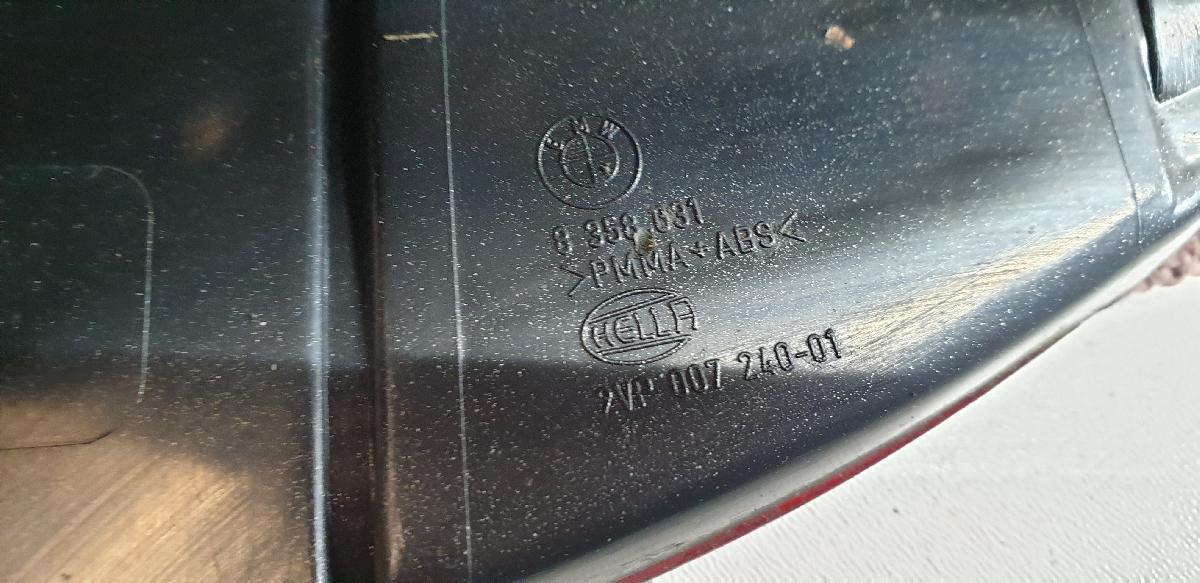 BMW
8 358 031
>PMMA+ABS<
HELLA
2VP 007 240-01